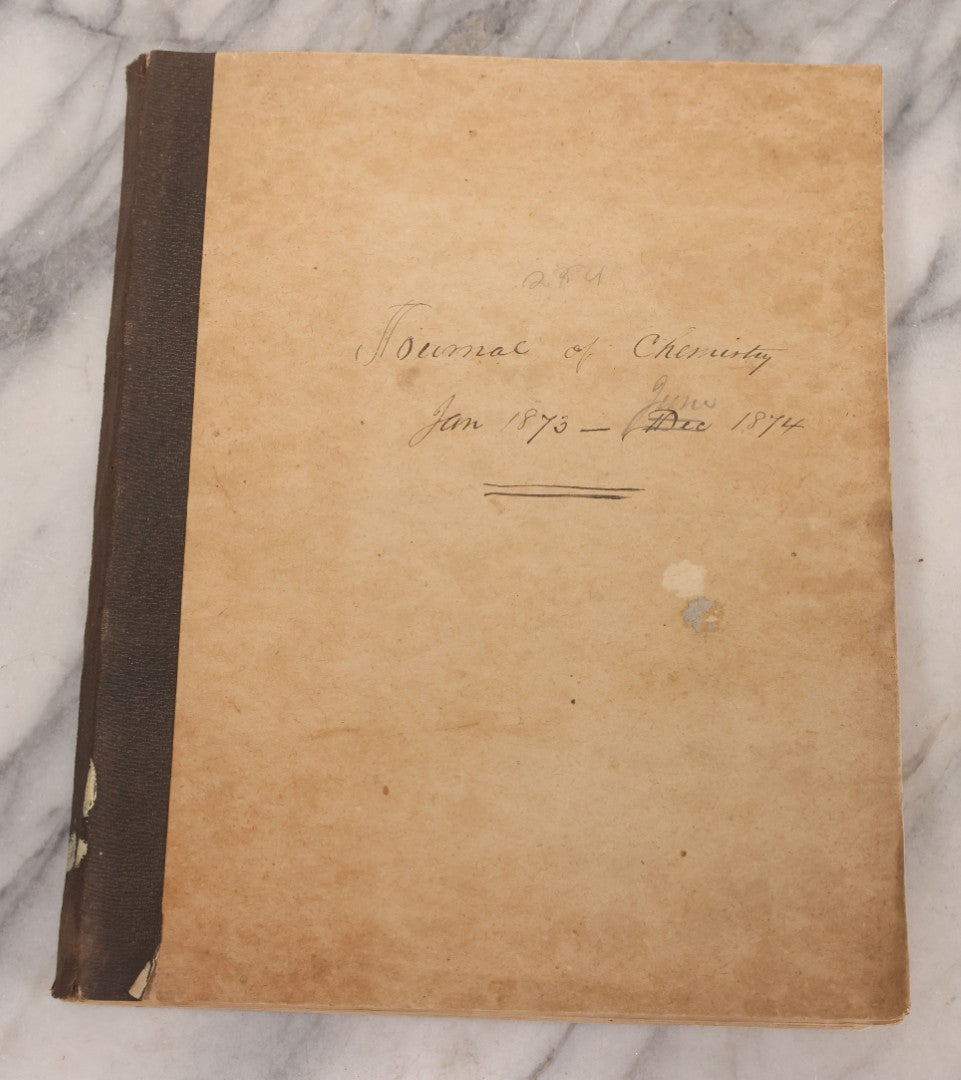 Journal of Chemistry
June
Jan 1873 – Dec 1874